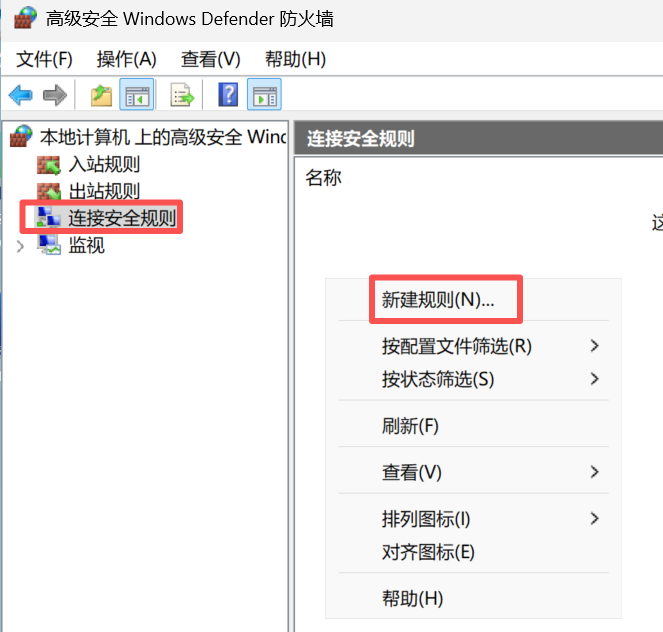 高级安全 Windows Defender 防火墙
文件(F) 操作(A) 查看(V) 帮助(H)
本地计算机 上的高级安全 Wind
入站规则
出站规则
连接安全规则
监视
连接安全规则
名称
这
新建规则(N)...
按配置文件筛选(R)
按状态筛选(S)
刷新(F)
查看(V)
排列图标(I)
对齐图标(E)
帮助(H)